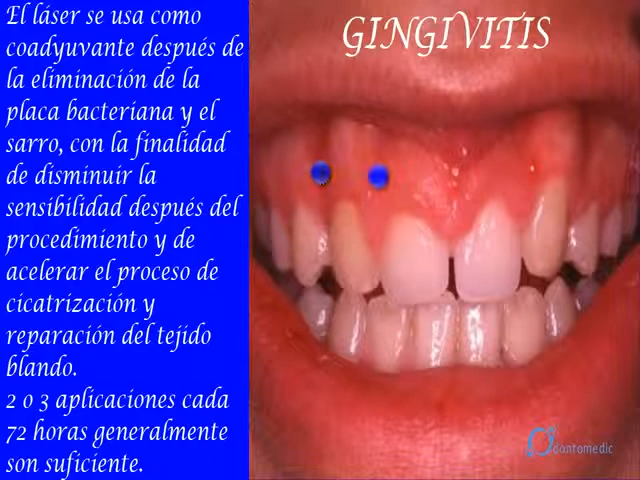 El láser se usa como
coadyuvante después de
la eliminación de la
placa bacteriana y el
sarro, con la finalidad
de disminuir la
sensibilidad después del
procedimiento y de
acelerar el proceso de
cicatrización y
reparación del tejido
blando.
2 o 3 aplicaciones cada
72 horas generalmente
son suficiente.
GINGIVITIS
Odontomedic